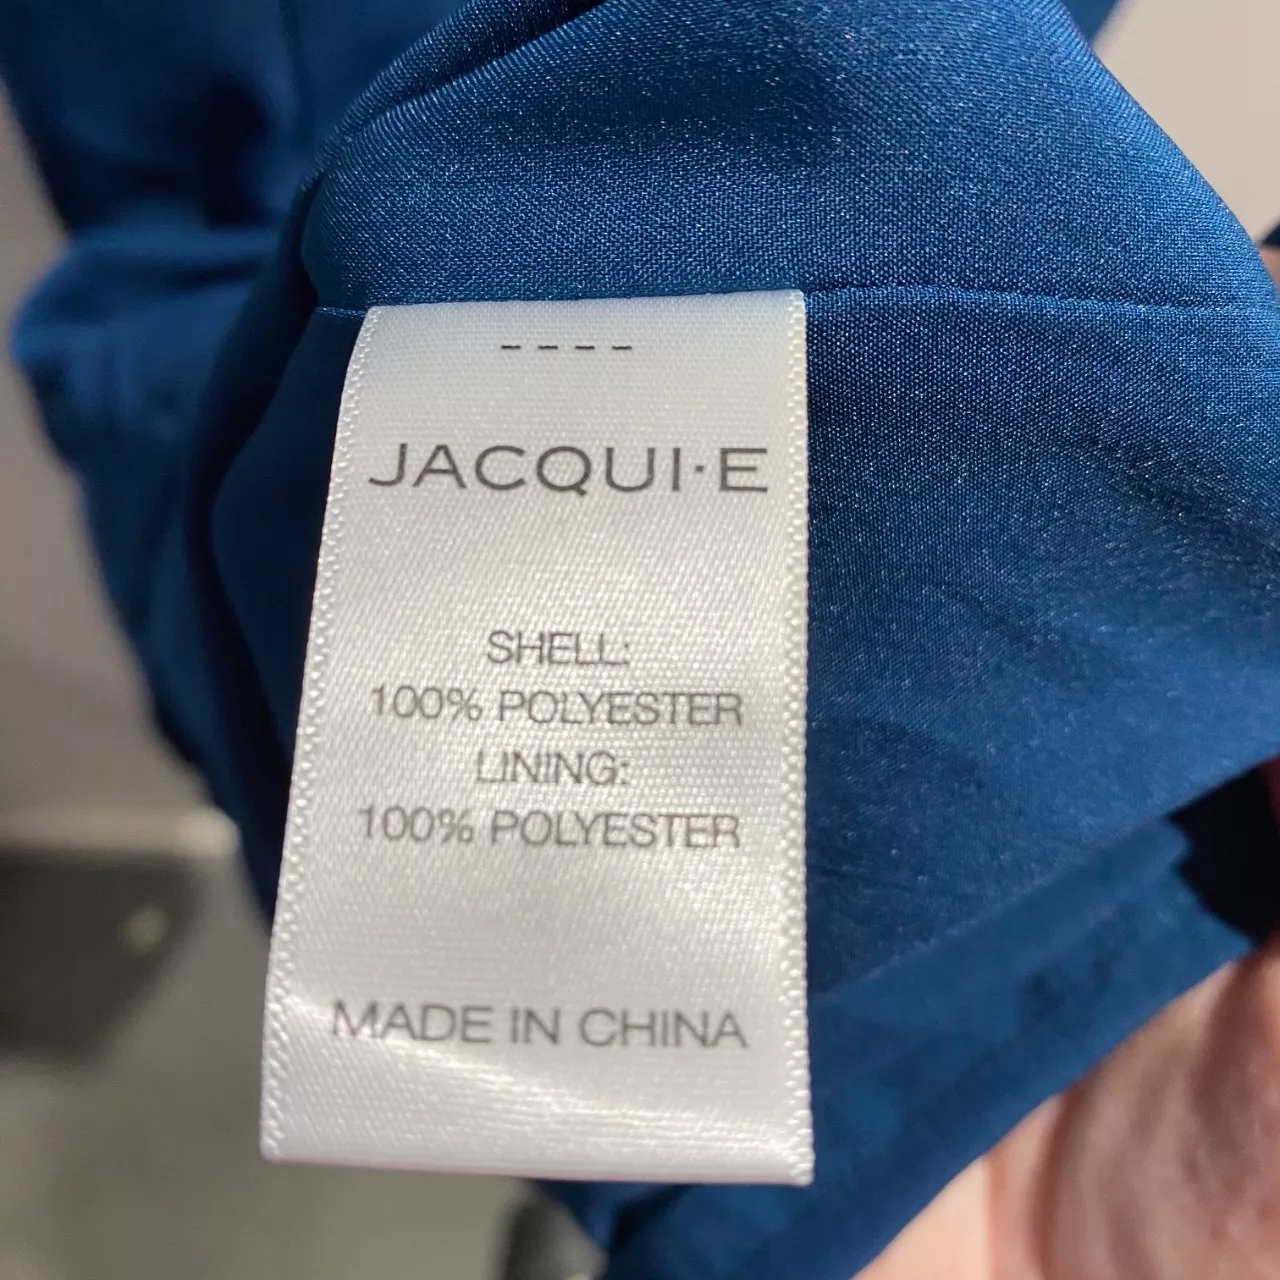 ----
JACQUI·E
SHELL:
100% POLYESTER
LINING:
100% POLYESTER
MADE IN CHINA